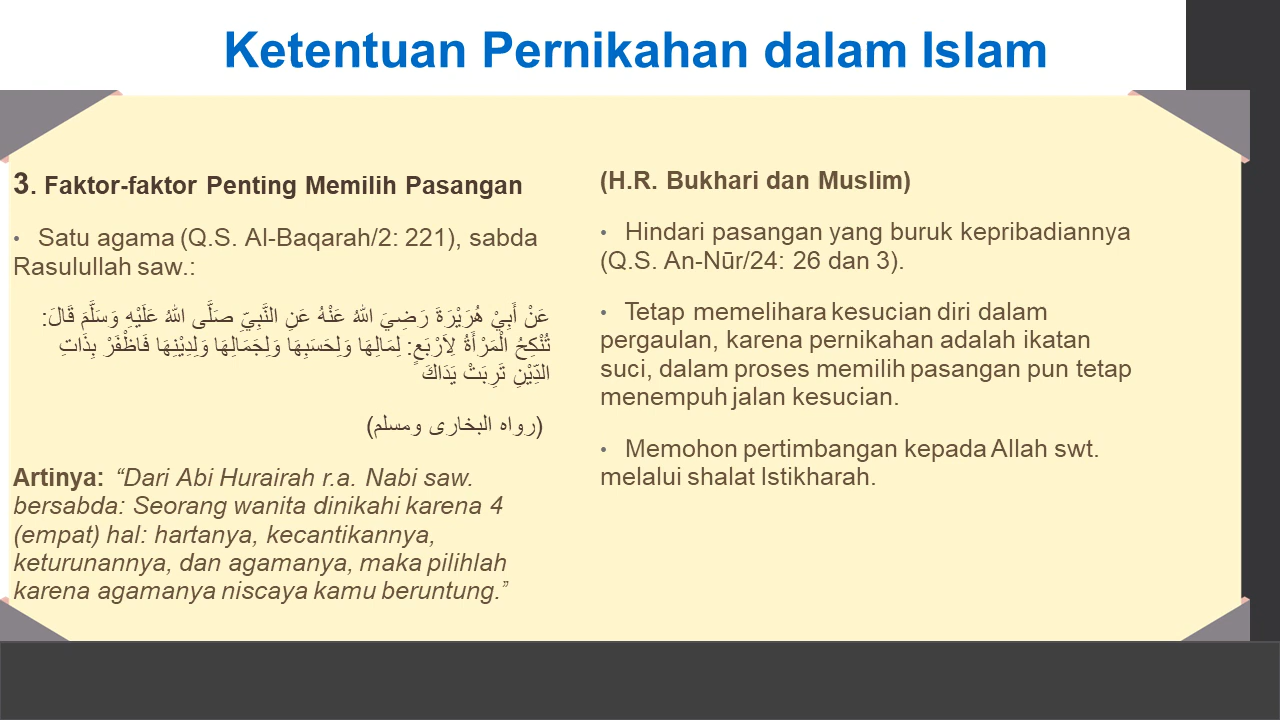 Ketentuan Pernikahan dalam Islam
3. Faktor-faktor Penting Memilih Pasangan
• Satu agama (Q.S. Al-Baqarah/2: 221), sabda
Rasulullah saw.:
عَنْ أَبِيْ هُرَيْرَةَ رَضِيَ اللهُ عَنْهُ عَنِ النَّبِيِّ صَلَّى اللهُ عَلَيْهِ وَسَلَّمَ قَالَ:
تُنْكِحُ الْمَرْأَةُ لِأَرْبَعٍ: لِمَالِهَا وَلِحَسَبِهَا وَلِجَمَالِهَا وَلِدِيْنِهَا فَاظْفَرْ بِذَاتِ
الدِّيْنِ تَرِبَتْ يَدَاكَ
(رواه البخارى ومسلم)
Artinya: “Dari Abi Hurairah r.a. Nabi saw.
bersabda: Seorang wanita dinikahi karena 4
(empat) hal: hartanya, kecantikannya,
keturunannya, dan agamanya, maka pilihlah
karena agamanya niscaya kamu beruntung.”
(H.R. Bukhari dan Muslim)
• Hindari pasangan yang buruk kepribadiannya
(Q.S. An-Nūr/24: 26 dan 3).
• Tetap memelihara kesucian diri dalam
pergaulan, karena pernikahan adalah ikatan
suci, dalam proses memilih pasangan pun tetap
menempuh jalan kesucian.
• Memohon pertimbangan kepada Allah swt.
melalui shalat Istikharah.